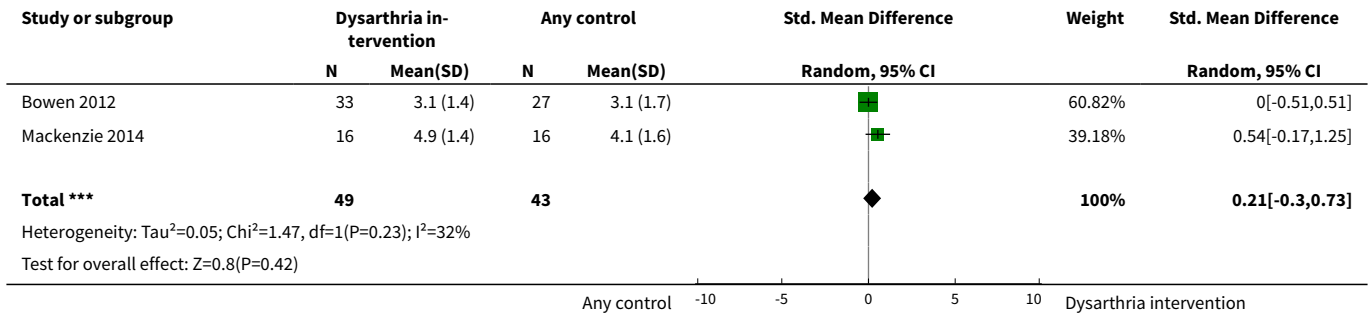 Study or subgroup Dysarthria in- Any control Std. Mean Difference Weight Std. Mean Difference
tervention
N Mean(SD) N Mean(SD) Random, 95% CI Random, 95% CI
Bowen 2012 33 3.1 (1.4) 27 3.1 (1.7) 60.82% 0[-0.51,0.51]
Mackenzie 2014 16 4.9 (1.4) 16 4.1 (1.6) 39.18% 0.54[-0.17,1.25]
Total *** 49 43 100% 0.21[-0.3,0.73]
Heterogeneity: Tau²=0.05; Chi²=1.47, df=1(P=0.23); I²=32%
Test for overall effect: Z=0.8(P=0.42)
Any control -10 -5 0 5 10 Dysarthria intervention